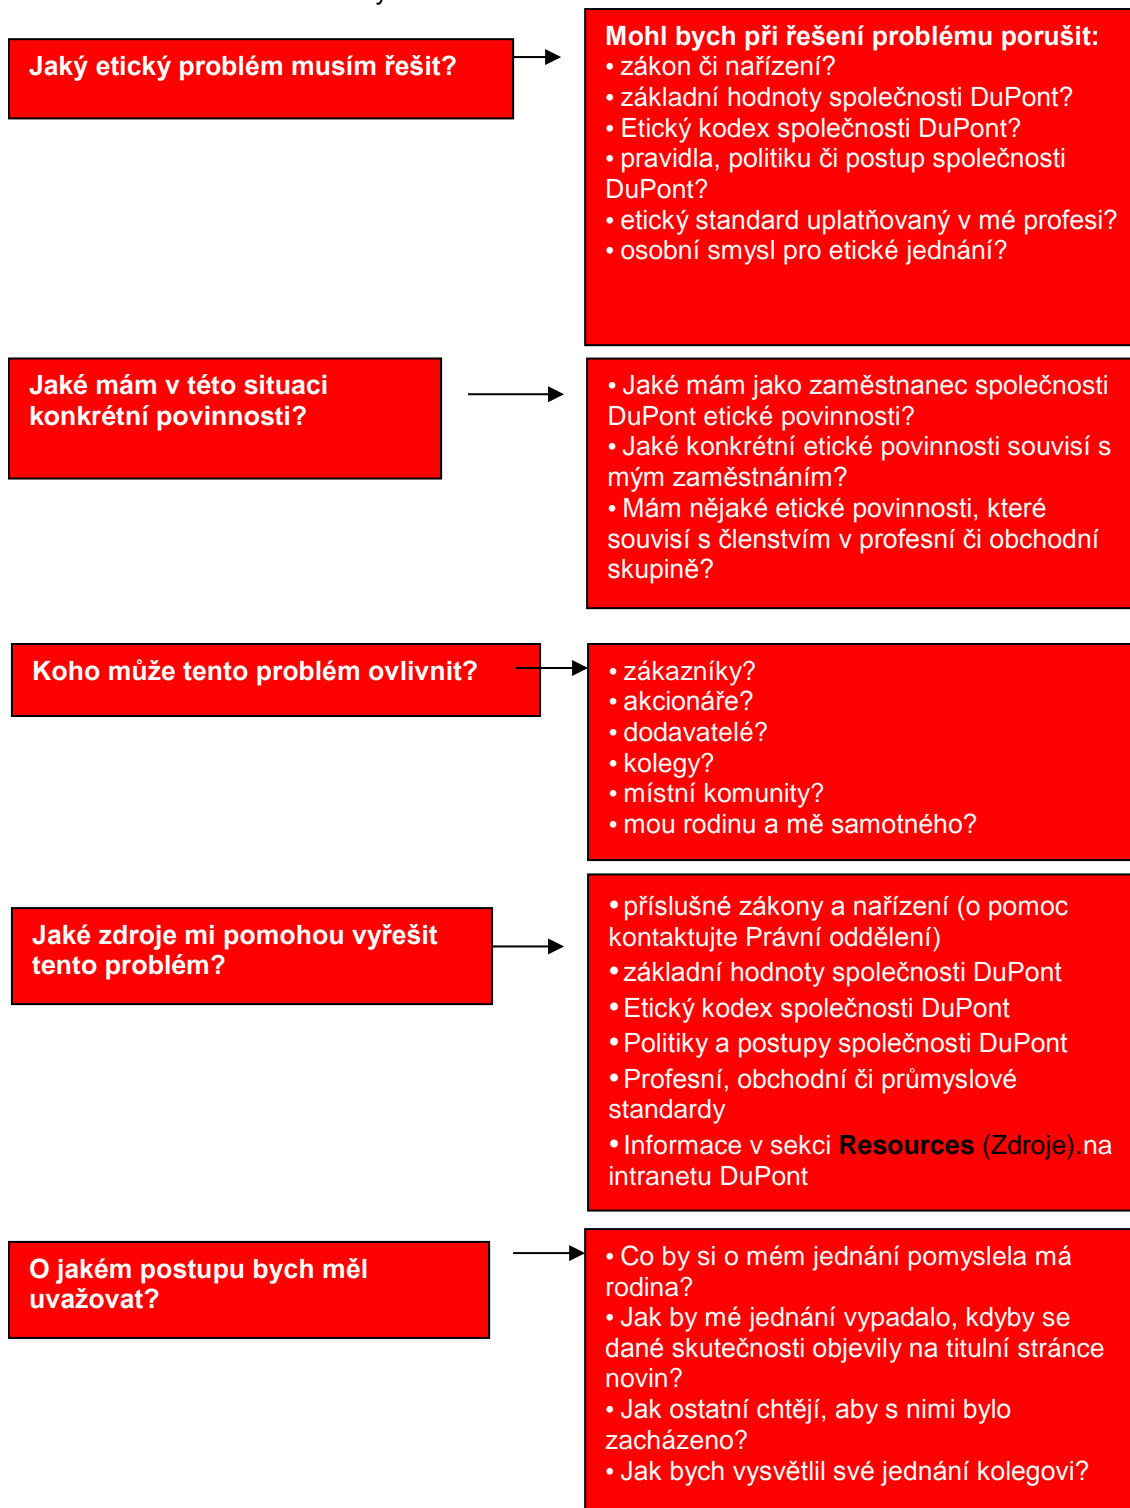 Jaký etický problém musím řešit?
Mohl bych při řešení problému porušit:
• zákon či nařízení?
• základní hodnoty společnosti DuPont?
• Etický kodex společnosti DuPont?
• pravidla, politiku či postup společnosti
DuPont?
• etický standard uplatňovaný v mé profesi?
• osobní smysl pro etické jednání?
Jaké mám v této situaci
konkrétní povinnosti?
• Jaké mám jako zaměstnanec společnosti
DuPont etické povinnosti?
• Jaké konkrétní etické povinnosti souvisí s
mým zaměstnáním?
• Mám nějaké etické povinnosti, které
souvisí s členstvím v profesní či obchodní
skupině?
Koho může tento problém ovlivnit?
• zákazníky?
• akcionáře?
• dodavatelé?
• kolegy?
• místní komunity?
• mou rodinu a mě samotného?
Jaké zdroje mi pomohou vyřešit
tento problém?
• příslušné zákony a nařízení (o pomoc
kontaktujte Právní oddělení)
• základní hodnoty společnosti DuPont
• Etický kodex společnosti DuPont
• Politiky a postupy společnosti DuPont
• Profesní, obchodní či průmyslové
standardy
• Informace v sekci Resources (Zdroje).na
intranetu DuPont
O jakém postupu bych měl
uvažovat?
• Co by si o mém jednání pomyslela má
rodina?
• Jak by mé jednání vypadalo, kdyby se
dané skutečnosti objevily na titulní stránce
novin?
• Jak ostatní chtějí, aby s nimi bylo
zacházeno?
• Jak bych vysvětlil své jednání kolegovi?